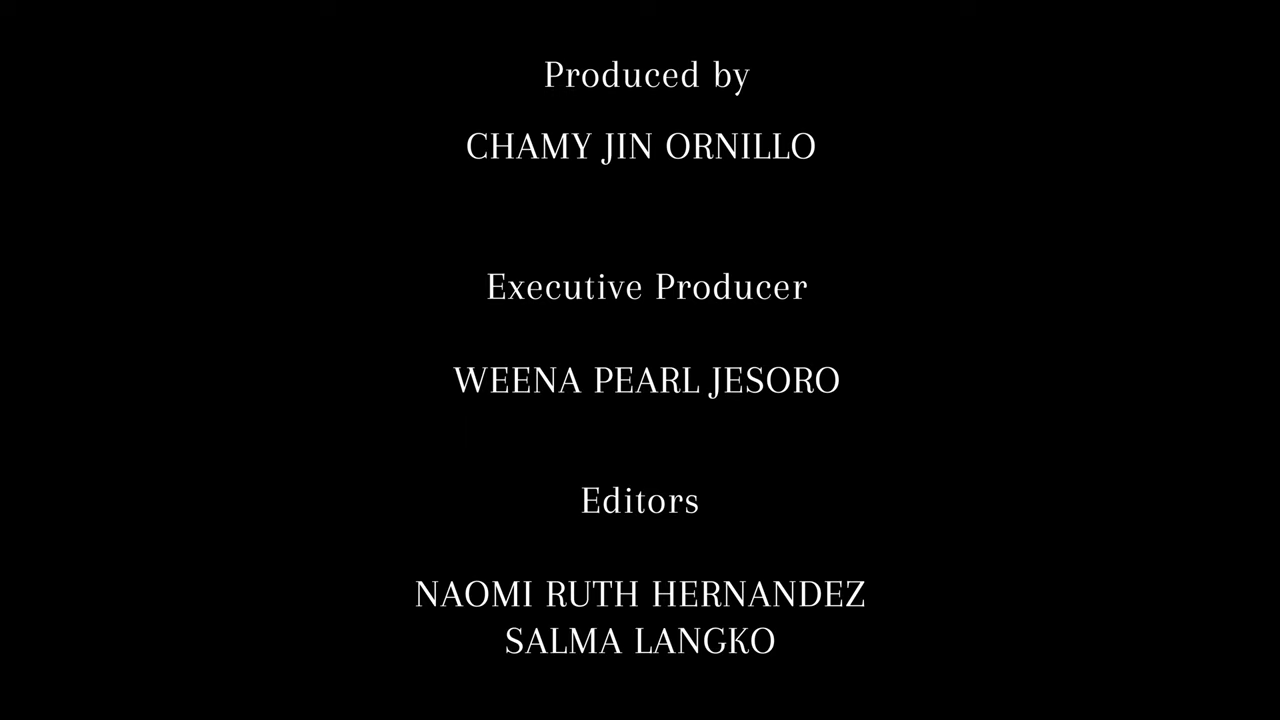 Produced by
CHAMY JIN ORNILLO
Executive Producer
WEENA PEARL JESORO
Editors
NAOMI RUTH HERNANDEZ
SALMA LANGKO